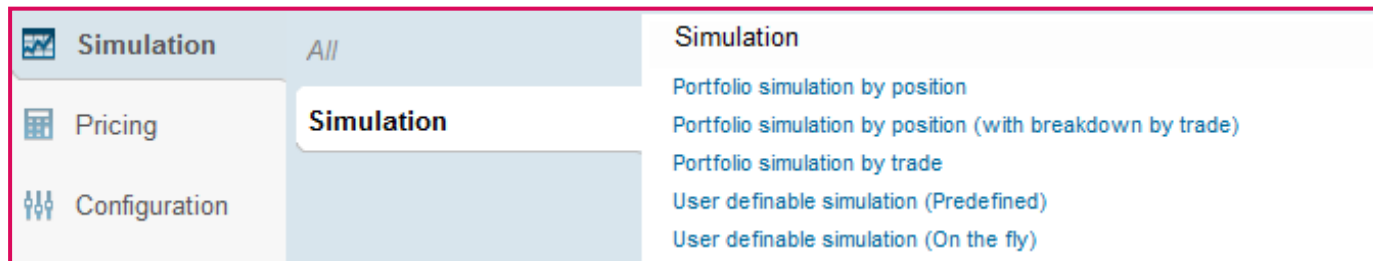 Simulation
Pricing
Configuration
All
Simulation
Simulation
Portfolio simulation by position
Portfolio simulation by position (with breakdown by trade)
Portfolio simulation by trade
User definable simulation (Predefined)
User definable simulation (On the fly)